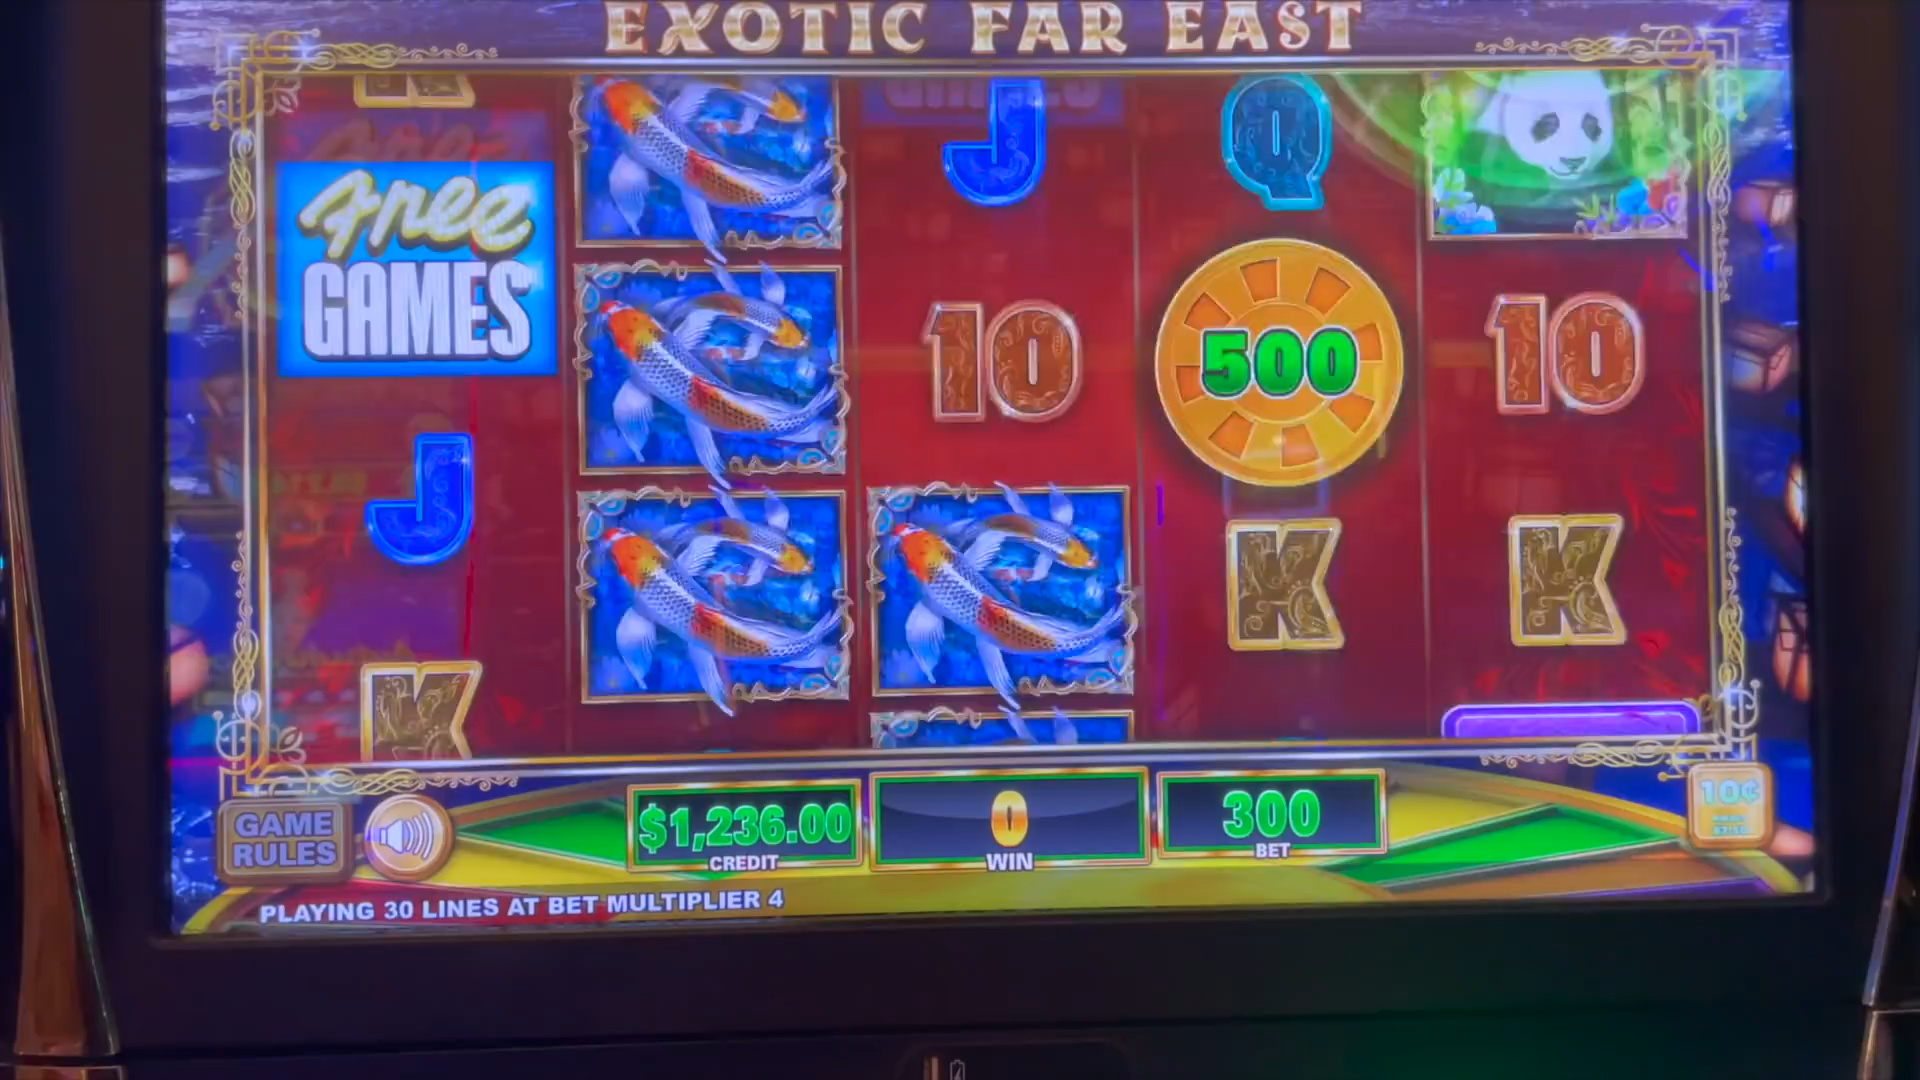 EXOTIC FAR EAST
K
J
Q
Free
GAMES
10
500
10
J
K
K
K
GAME
RULES
$1,236.00
CREDIT
0
WIN
300
BET
10¢
PLAYING 30 LINES AT BET MULTIPLIER 4